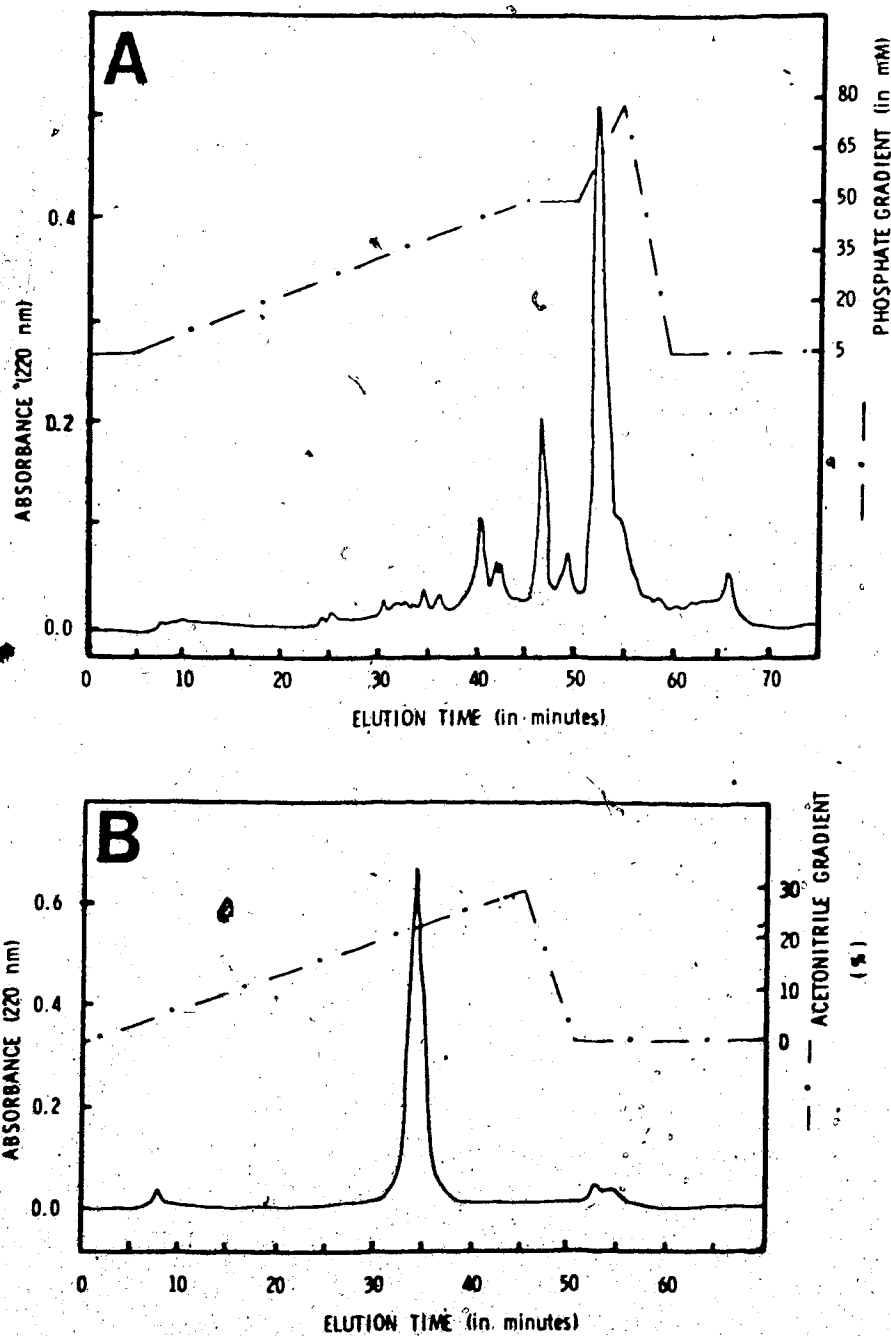 A
ABSORBANCE (220 nm)
0.4
0.2
0.0
0 10 20 30 40 50 60 70
ELUTION TIME (in minutes)
80
65
50
35
20
5
PHOSPHATE GRADIENT (in mM)
B
ABSORBANCE (220 nm)
0.6
0.4
0.2
0.0
0 10 20 30 40 50 60
ELUTION TIME (in minutes)
30
20
10
0
ACETONITRILE GRADIENT
(%)